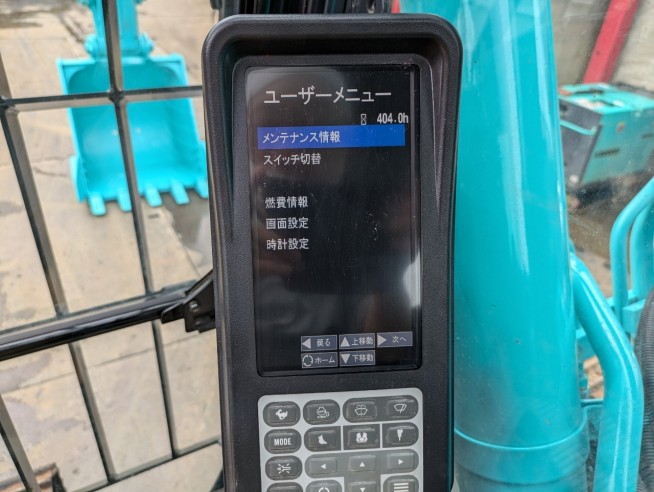 ユーザーメニュー
404.0h
メンテナンス情報
スイッチ切替
燃費情報
画面設定
時計設定
戻る 上移動 次へ
ホーム 下移動
MODE